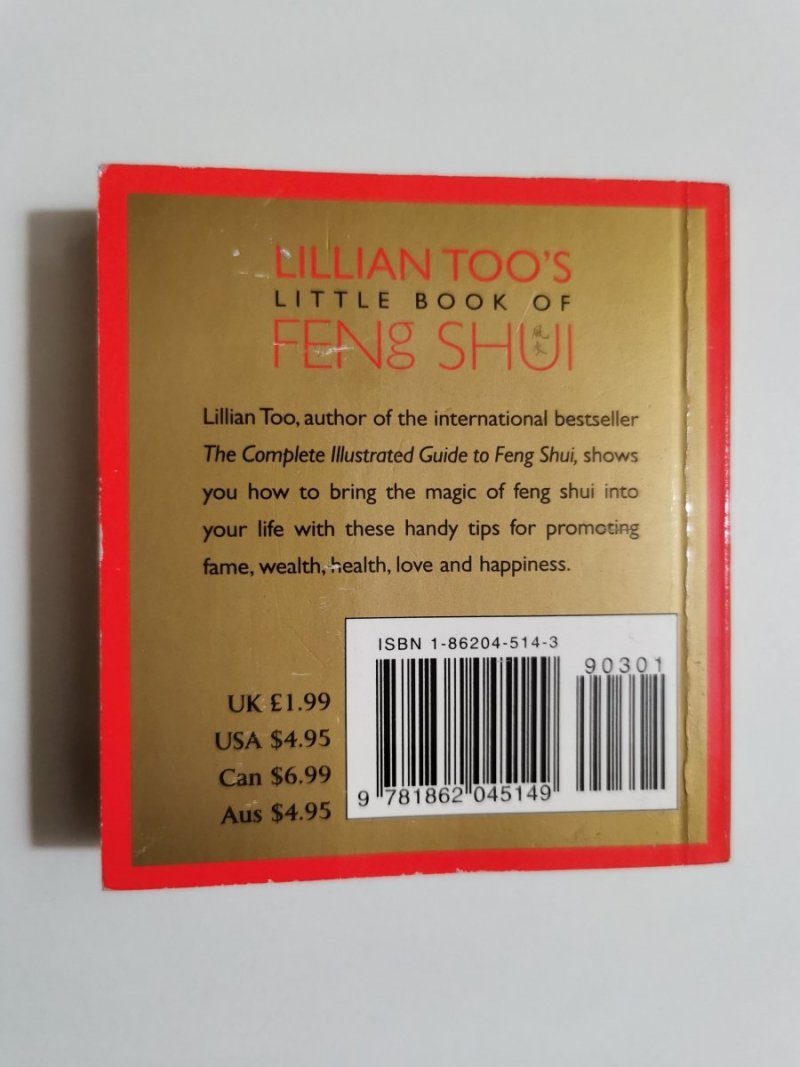 LILLIAN TOO'S
LITTLE BOOK OF
FENg SHUI
風水
Lillian Too, author of the international bestseller
The Complete Illustrated Guide to Feng Shui, shows
you how to bring the magic of feng shui into
your life with these handy tips for promoting
fame, wealth, health, love and happiness.
UK £1.99
USA $4.95
Can $6.99
Aus $4.95
ISBN 1-86204-514-3
90301
9 781862 045149